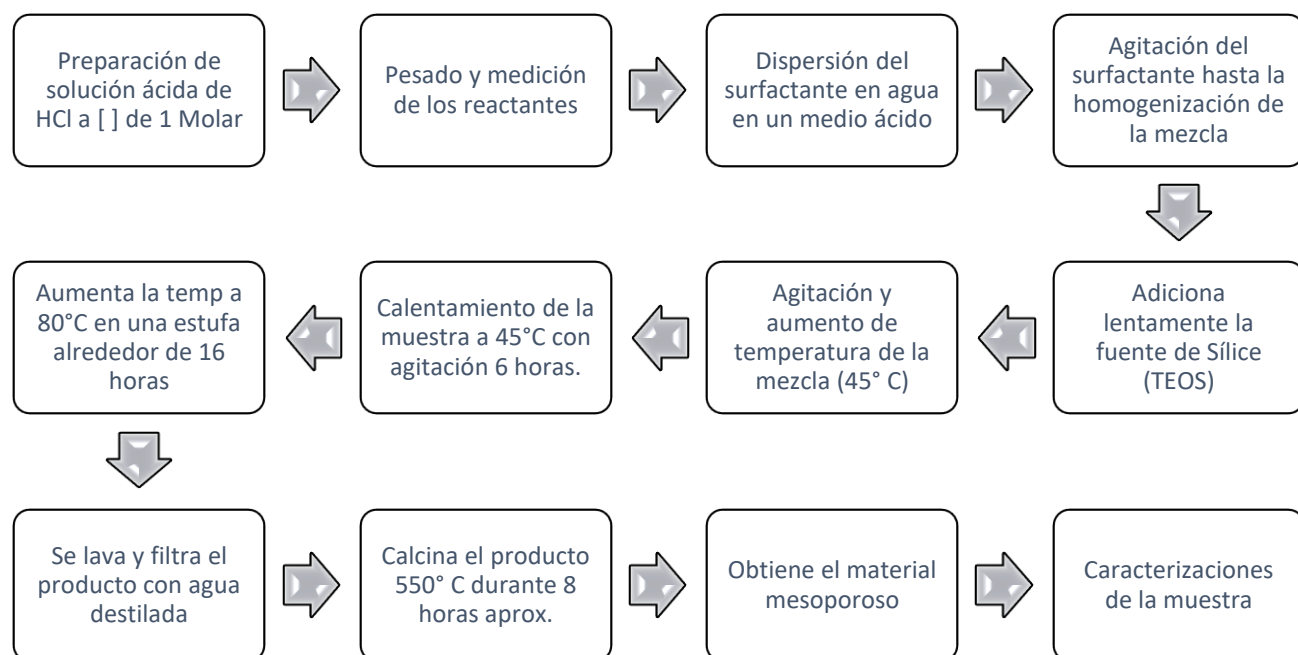 Preparación de
solución ácida de
HCl a [ ] de 1 Molar
Pesado y medición
de los reactantes
Dispersión del
surfactante en agua
en un medio ácido
Agitación del
surfactante hasta la
homogenización de
la mezcla
Adiciona
lentamente la
fuente de Sílice
(TEOS)
Agitación y
aumento de
temperatura de la
mezcla (45° C)
Calentamiento de la
muestra a 45°C con
agitación 6 horas.
Aumenta la temp a
80°C en una estufa
alrededor de 16
horas
Se lava y filtra el
producto con agua
destilada
Calcina el producto
550° C durante 8
horas aprox.
Obtiene el material
mesoporoso
Caracterizaciones
de la muestra